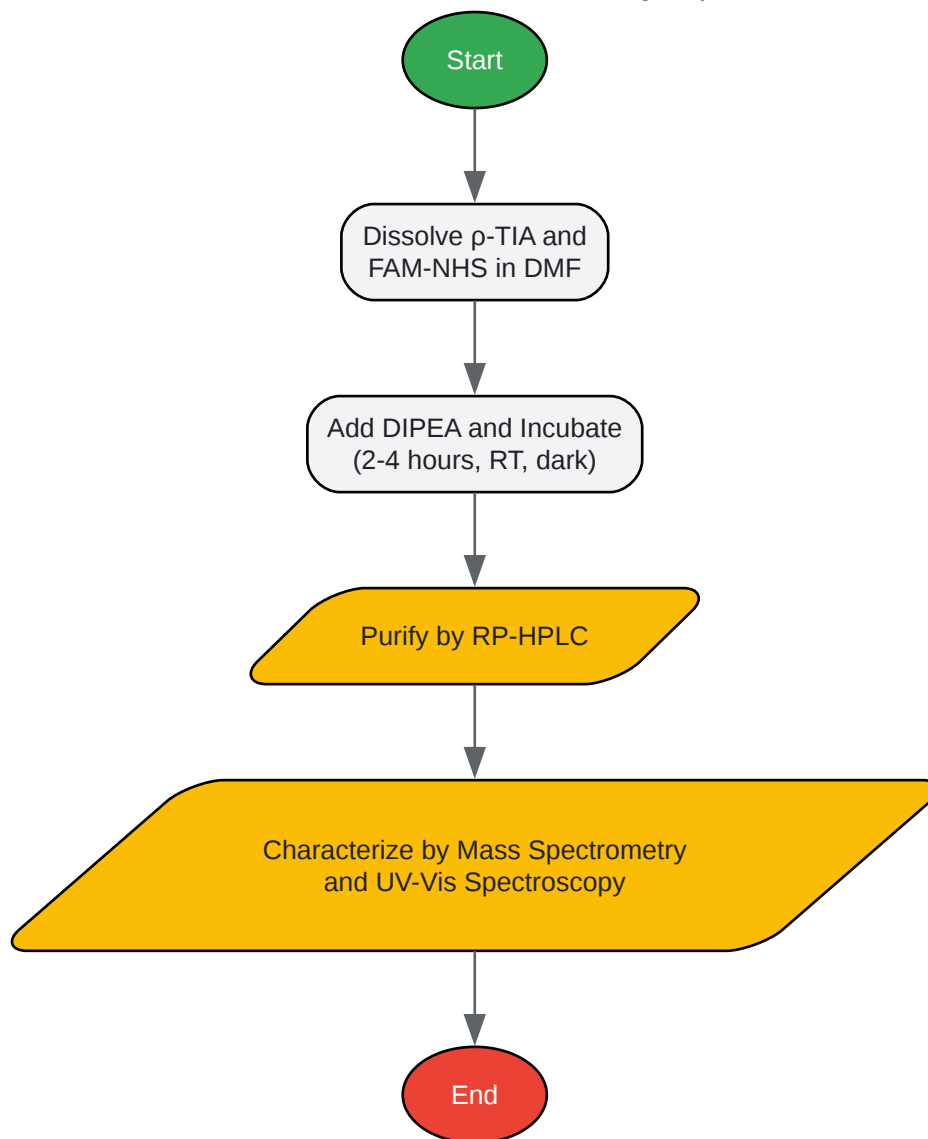 Start
Dissolve ρ-TIA and
FAM-NHS in DMF
Add DIPEA and Incubate
(2-4 hours, RT, dark)
Purify by RP-HPLC
Characterize by Mass Spectrometry
and UV-Vis Spectroscopy
End